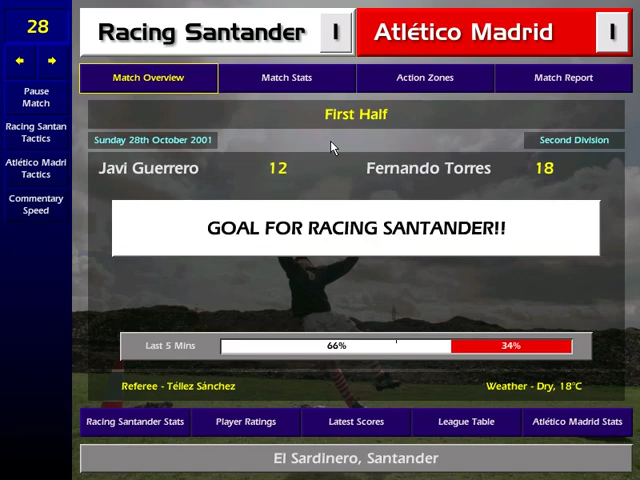 28
Racing Santander 1 Atlético Madrid 1
Match Overview Match Stats Action Zones Match Report
Pause
Match
Racing Santan
Tactics
Atlético Madri
Tactics
Commentary
Speed
First Half
Sunday 28th October 2001 Second Division
Javi Guerrero 12 Fernando Torres 18
GOAL FOR RACING SANTANDER!!
Last 5 Mins 66% 34%
Referee - Téllez Sánchez Weather - Dry, 18°C
Racing Santander Stats Player Ratings Latest Scores League Table Atlético Madrid Stats
El Sardinero, Santander